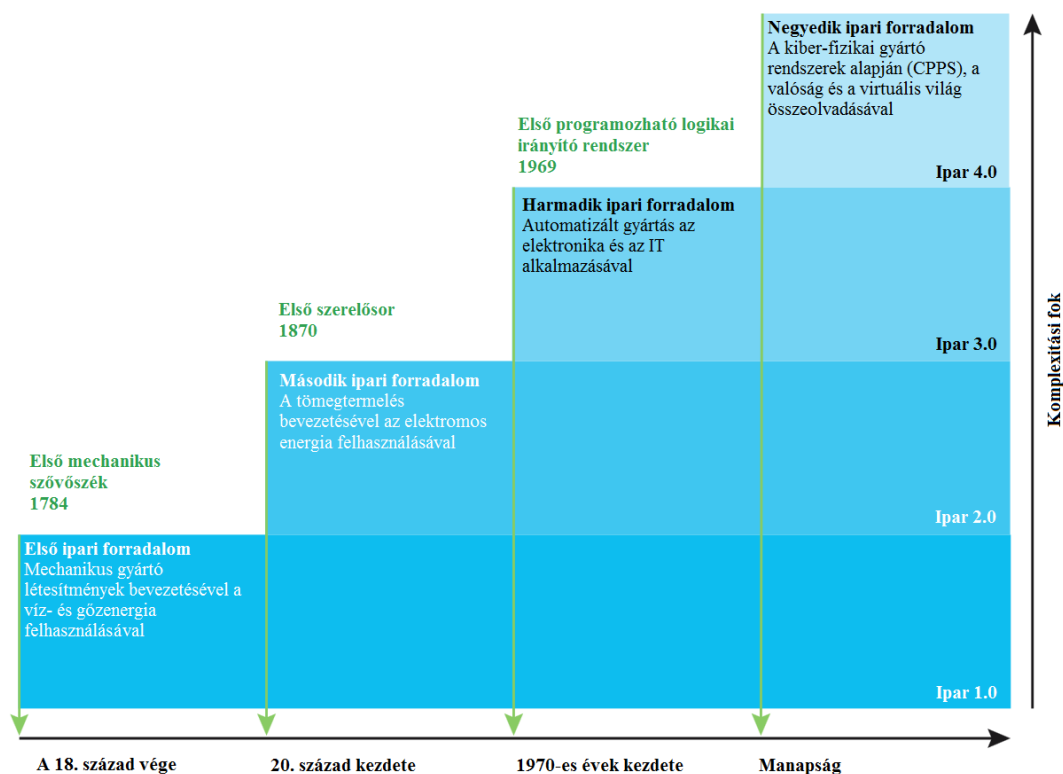 Negyedik ipari forradalom
A kiber-fizikai gyártó
rendszerek alapján (CPPS), a
valóság és a virtuális világ
összeolvadásával
Ipar 4.0
Első programozható logikai
irányító rendszer
1969
Harmadik ipari forradalom
Automatizált gyártás az
elektronika és az IT
alkalmazásával
Ipar 3.0
Első szerelősor
1870
Második ipari forradalom
A tömegtermelés
bevezetésével az elektromos
energia felhasználásával
Ipar 2.0
Első mechanikus
szővőszék
1784
Első ipari forradalom
Mechanikus gyártó
létesítmények bevezetésével a
víz- és gőzenergia
felhasználásával
Ipar 1.0
Komplexitási fok
A 18. század vége
20. század kezdete
1970-es évek kezdete
Manapság